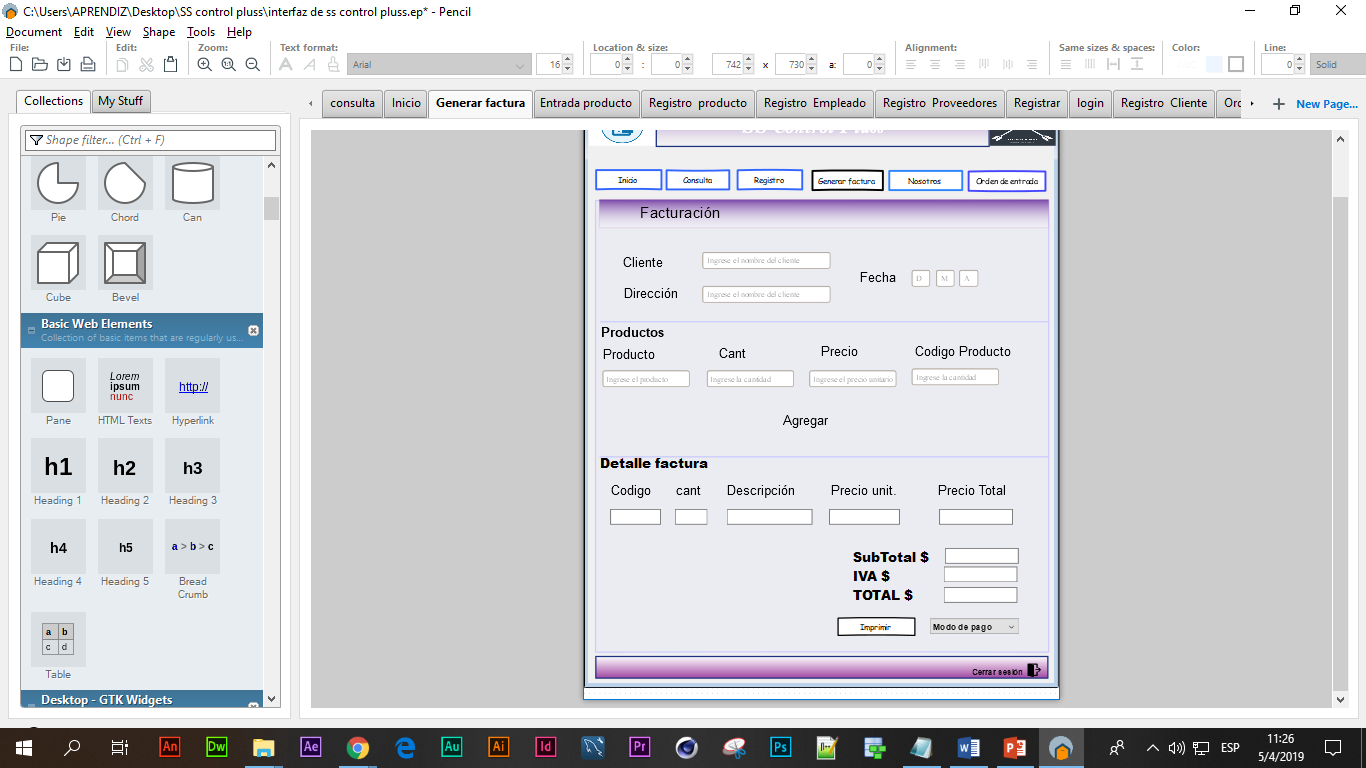 C:\Users\APRENDIZ\Desktop\SS control pluss\interfaz de ss control pluss.ep* - Pencil
Document Edit View Shape Tools Help
File: Edit: Zoom: Text format: Location & size: Alignment: Same sizes & spaces: Color: Line:
Arial 16 0 : 0 742 x 730 a: 0 0 Solid
Collections My Stuff
consulta Inicio Generar factura Entrada producto Registro producto Registro Empleado Registro Proveedores Registrar login Registro Cliente Orc New Page...
Shape filter... (Ctrl + F)
Pie Chord Can
Cube Bevel
Basic Web Elements
Collection of basic items that are regularly us...
Lorem
ipsum
nunc
http://
Pane HTML Texts Hyperlink
h1 h2 h3
Heading 1 Heading 2 Heading 3
h4 h5 a > b > c
Heading 4 Heading 5 Bread
Crumb
a b
c d
Table
Desktop - GTK Widgets
Inicio Consulta Registro Generar factura Nosotros Orden de entrada
Facturación
Cliente Ingrese el nombre del cliente
Fecha D M A
Dirección Ingrese el nombre del cliente
Productos
Producto Cant Precio Codigo Producto
Ingrese el producto Ingrese la cantidad Ingrese el precio unitario Ingrese la cantidad
Agregar
Detalle factura
Codigo cant Descripción Precio unit. Precio Total
SubTotal $
IVA $
TOTAL $
Imprimir Modo de pago
Cerrar sesión
An Dw Ae Au Ai Id Pr Ps
ESP
11:26
5/4/2019